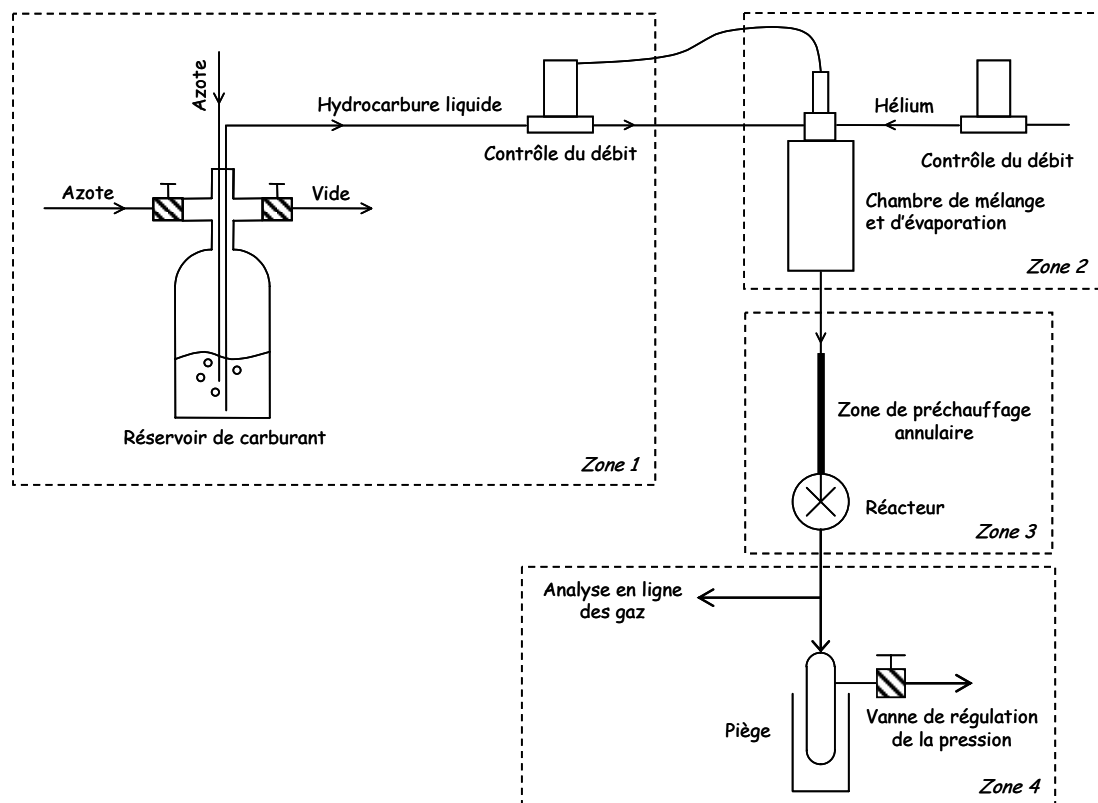 Azote
Hydrocarbure liquide
Contrôle du débit
Azote
Vide
Réservoir de carburant
Zone 1
Hélium
Contrôle du débit
Chambre de mélange
et d'évaporation
Zone 2
Zone de préchauffage
annulaire
Réacteur
Zone 3
Analyse en ligne
des gaz
Piège
Vanne de régulation
de la pression
Zone 4